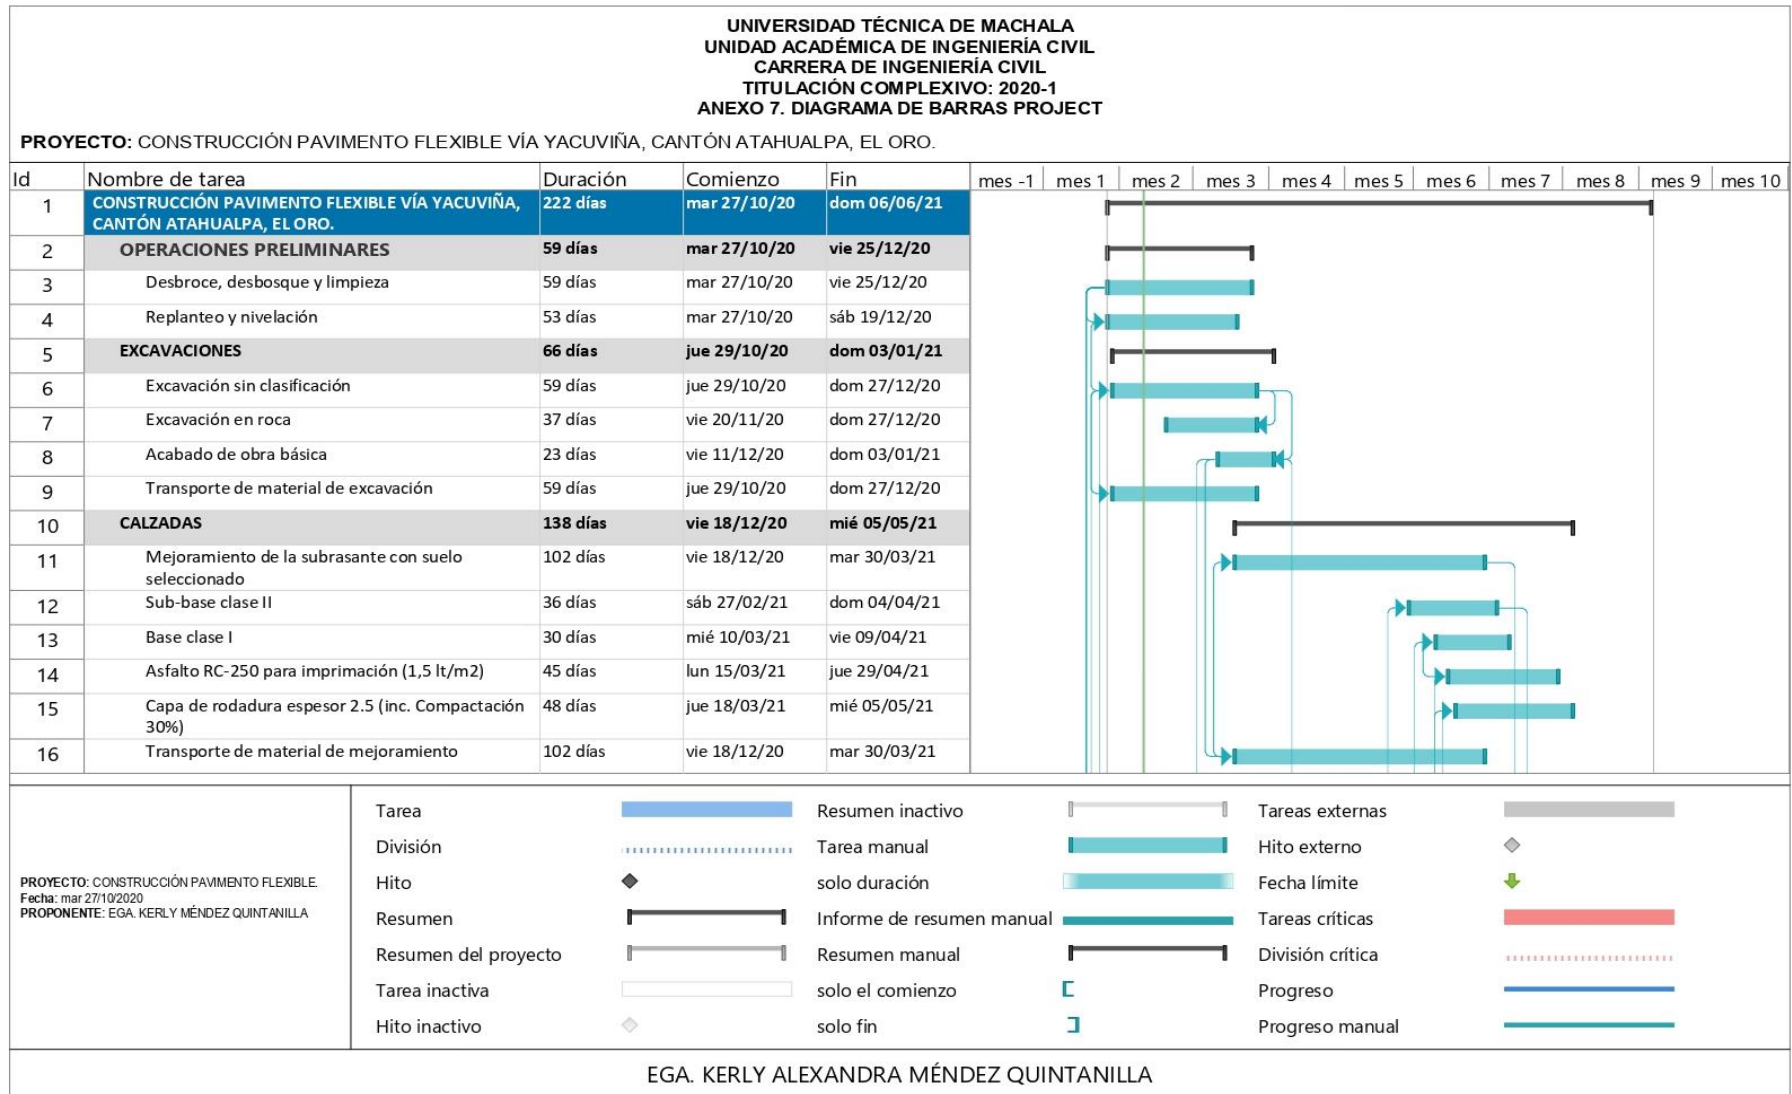 UNIVERSIDAD TÉCNICA DE MACHALA
UNIDAD ACADÉMICA DE INGENIERÍA CIVIL
CARRERA DE INGENIERÍA CIVIL
TITULACIÓN COMPLEXIVO: 2020-1
ANEXO 7. DIAGRAMA DE BARRAS PROJECT
PROYECTO: CONSTRUCCIÓN PAVIMENTO FLEXIBLE VÍA YACUVIÑA, CANTÓN ATAHUALPA, EL ORO.
Id Nombre de tarea Duración Comienzo Fin mes -1 mes 1 mes 2 mes 3 mes 4 mes 5 mes 6 mes 7 mes 8 mes 9 mes 10
1 CONSTRUCCIÓN PAVIMENTO FLEXIBLE VÍA YACUVIÑA, 222 días mar 27/10/20 dom 06/06/21
CANTÓN ATAHUALPA, EL ORO.
2 OPERACIONES PRELIMINARES 59 días mar 27/10/20 vie 25/12/20
3 Desbroce, desbosque y limpieza 59 días mar 27/10/20 vie 25/12/20
4 Replanteo y nivelación 53 días mar 27/10/20 sáb 19/12/20
5 EXCAVACIONES 66 días jue 29/10/20 dom 03/01/21
6 Excavación sin clasificación 59 días jue 29/10/20 dom 27/12/20
7 Excavación en roca 37 días vie 20/11/20 dom 27/12/20
8 Acabado de obra básica 23 días vie 11/12/20 dom 03/01/21
9 Transporte de material de excavación 59 días jue 29/10/20 dom 27/12/20
10 CALZADAS 138 días vie 18/12/20 mié 05/05/21
11 Mejoramiento de la subrasante con suelo 102 días vie 18/12/20 mar 30/03/21
seleccionado
12 Sub-base clase II 36 días sáb 27/02/21 dom 04/04/21
13 Base clase I 30 días mié 10/03/21 vie 09/04/21
14 Asfalto RC-250 para imprimación (1,5 lt/m2) 45 días lun 15/03/21 jue 29/04/21
15 Capa de rodadura espesor 2.5 (inc. Compactación 48 días jue 18/03/21 mié 05/05/21
30%)
16 Transporte de material de mejoramiento 102 días vie 18/12/20 mar 30/03/21
PROYECTO: CONSTRUCCIÓN PAVIMENTO FLEXIBLE.
Fecha: mar 27/10/2020
PROPONENTE: EGA. KERLY MÉNDEZ QUINTANILLA
Tarea Resumen inactivo Tareas externas
División Tarea manual Hito externo
Hito solo duración Fecha límite
Resumen Informe de resumen manual Tareas críticas
Resumen del proyecto Resumen manual División crítica
Tarea inactiva solo el comienzo Progreso
Hito inactivo solo fin Progreso manual
EGA. KERLY ALEXANDRA MÉNDEZ QUINTANILLA